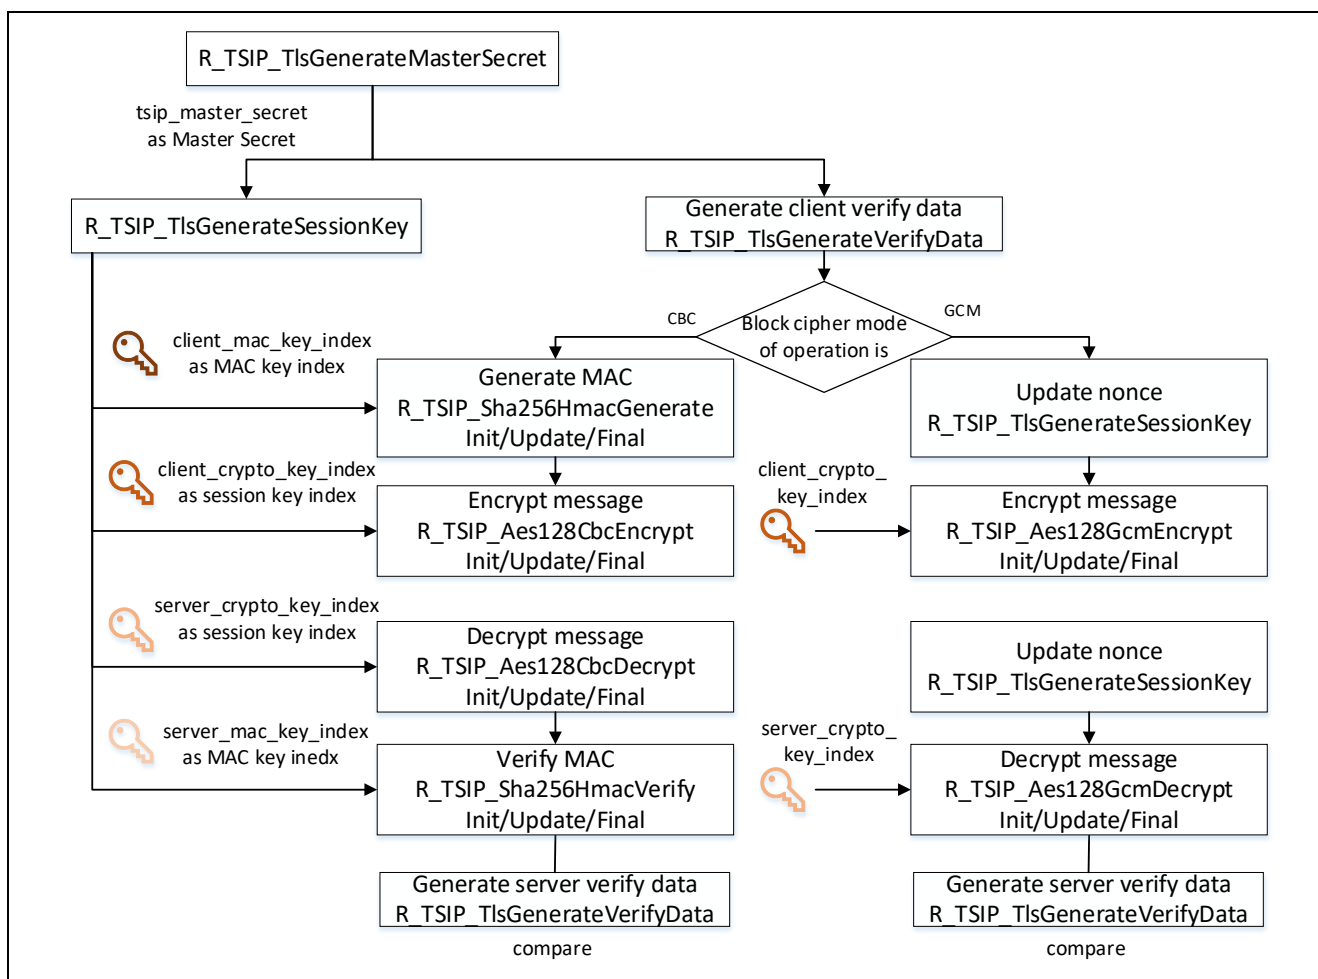 R_TSIP_TlsGenerateMasterSecret
tsip_master_secret
as Master Secret
R_TSIP_TlsGenerateSessionKey
Generate client verify data
R_TSIP_TlsGenerateVerifyData
CBC
Block cipher mode
of operation is
GCM
client_mac_key_index
as MAC key index
Generate MAC
R_TSIP_Sha256HmacGenerate
Init/Update/Final
Update nonce
R_TSIP_TlsGenerateSessionKey
client_crypto_key_index
as session key index
Encrypt message
R_TSIP_Aes128CbcEncrypt
Init/Update/Final
client_crypto_
key_index
Encrypt message
R_TSIP_Aes128GcmEncrypt
Init/Update/Final
server_crypto_key_index
as session key index
Decrypt message
R_TSIP_Aes128CbcDecrypt
Init/Update/Final
Update nonce
R_TSIP_TlsGenerateSessionKey
server_mac_key_index
as MAC key inedx
Verify MAC
R_TSIP_Sha256HmacVerify
Init/Update/Final
server_crypto_
key_index
Decrypt message
R_TSIP_Aes128GcmDecrypt
Init/Update/Final
Generate server verify data
R_TSIP_TlsGenerateVerifyData
compare
Generate server verify data
R_TSIP_TlsGenerateVerifyData
compare